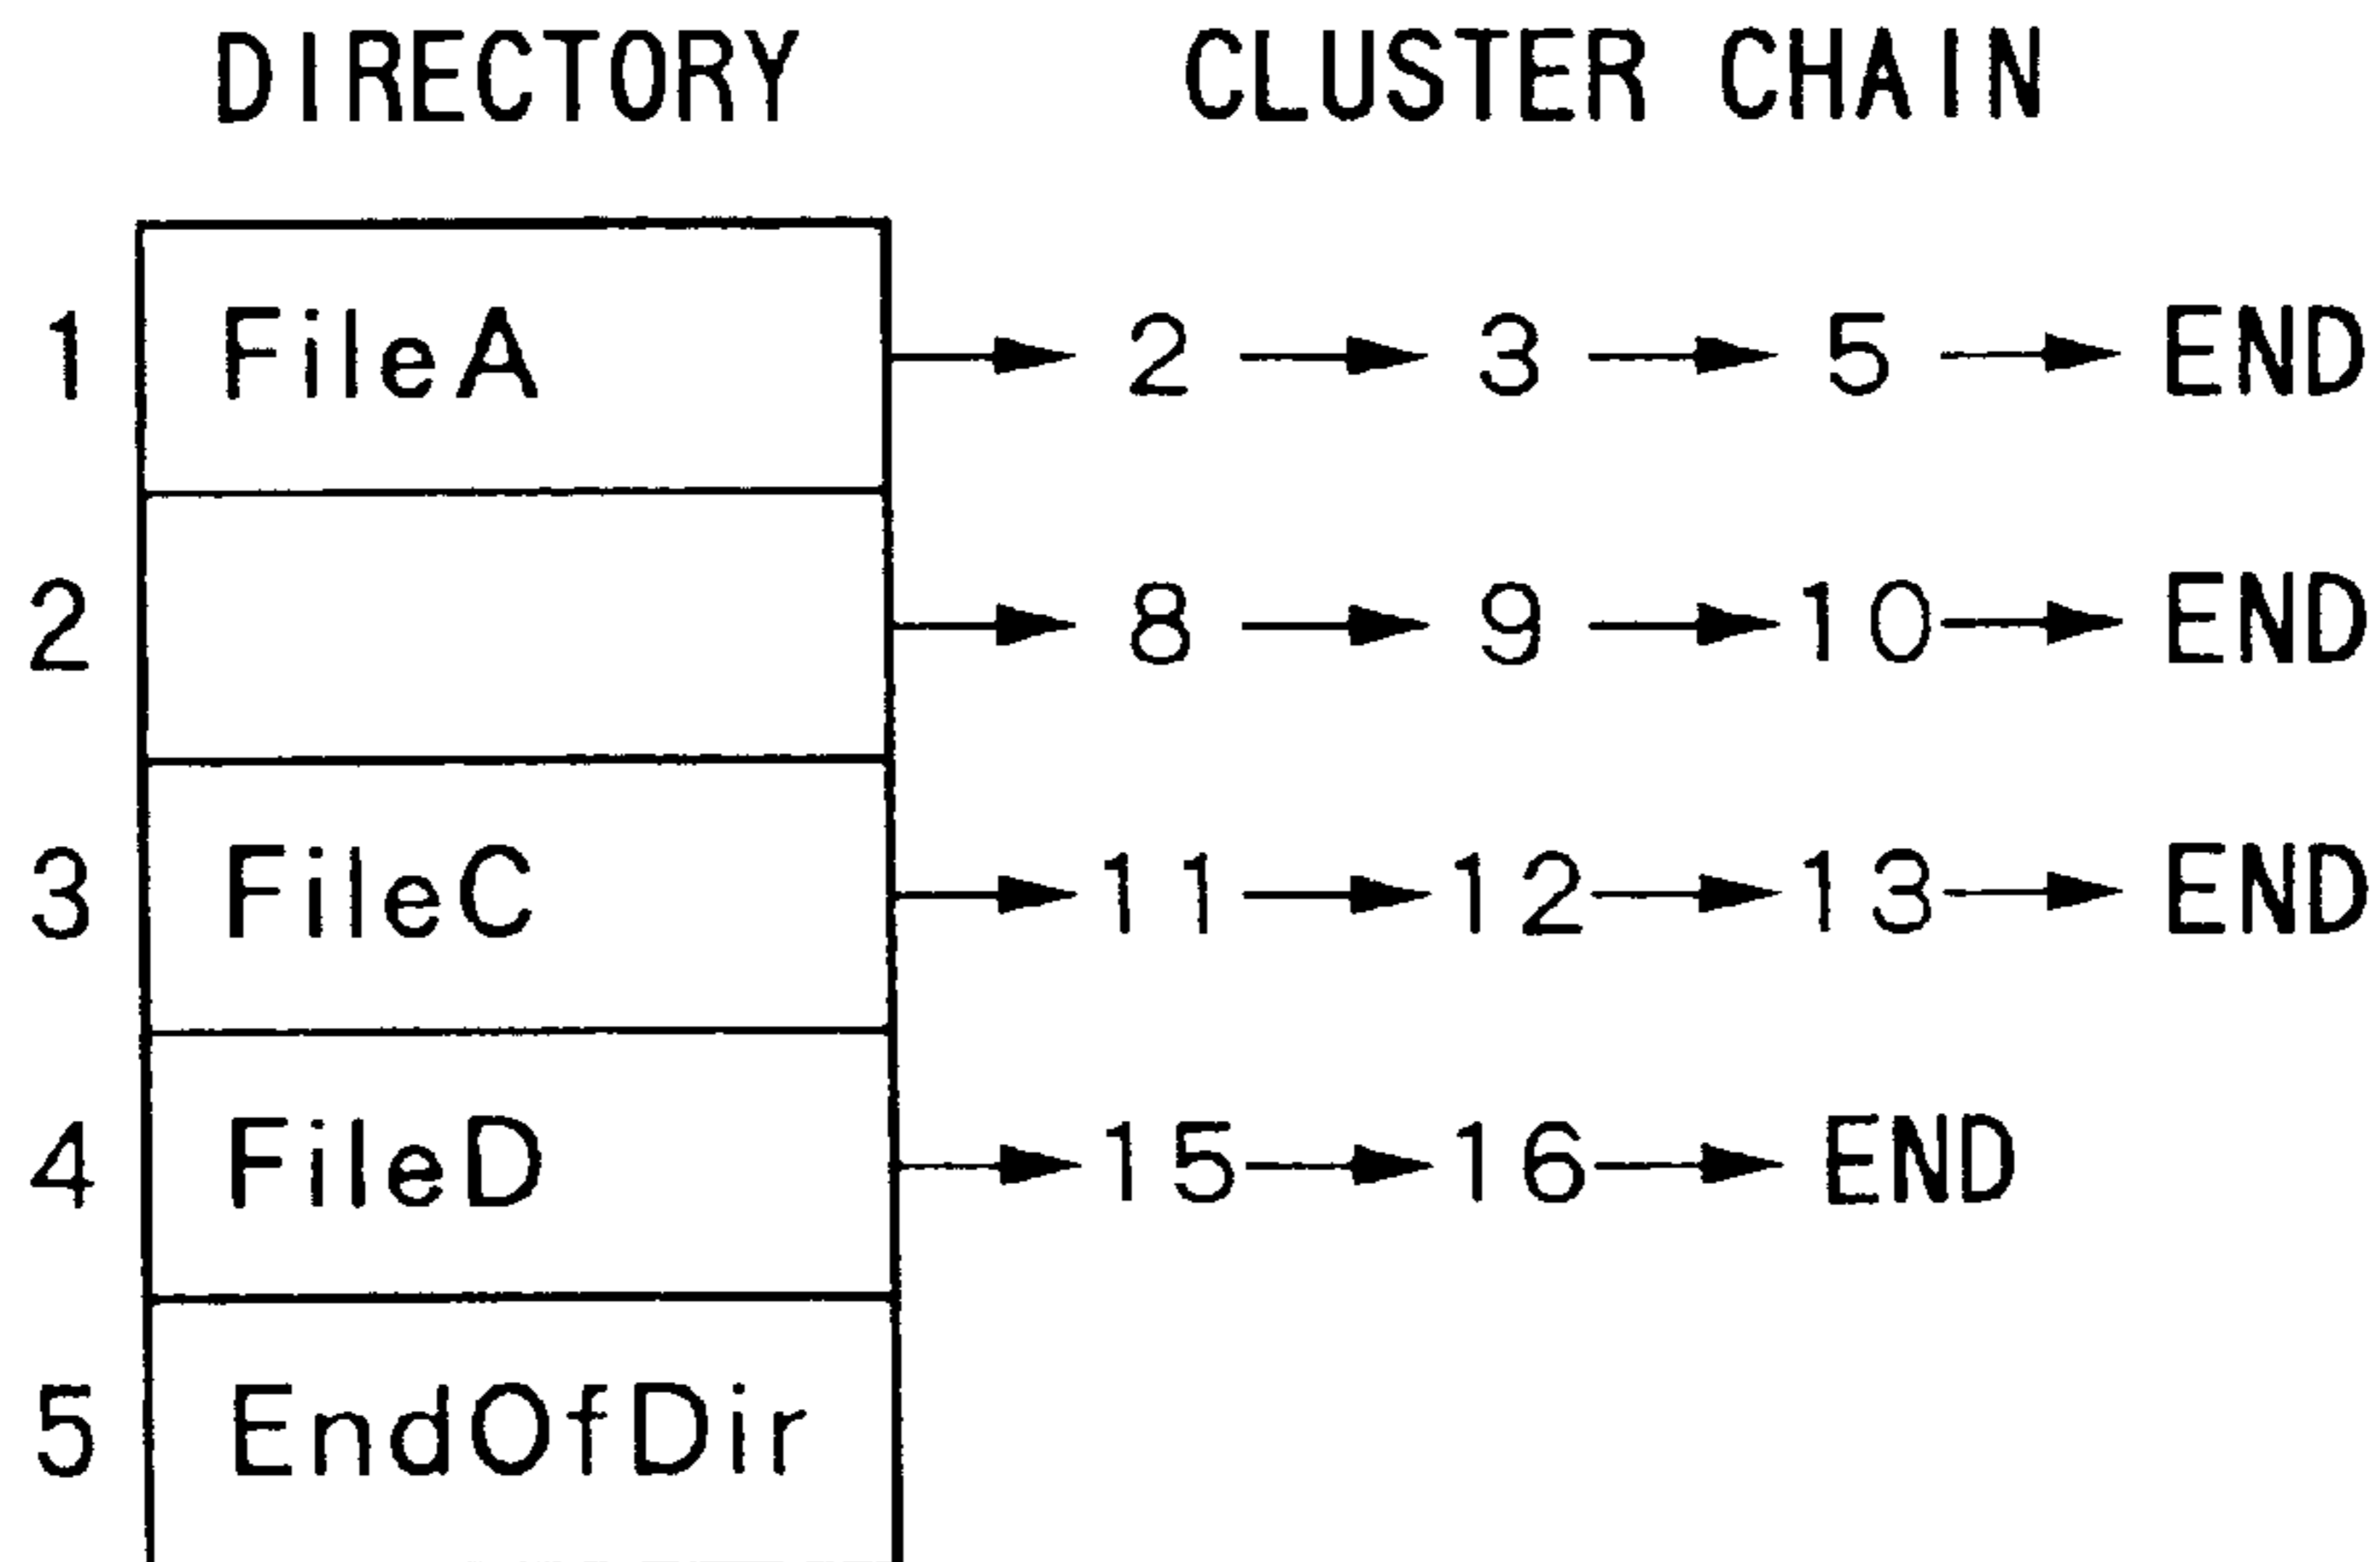 DIRECTORY CLUSTER CHAIN
1 FileA 2 3 5 END
2 8 9 10 END
3 FileC 11 12 13 END
4 FileD 15 16 END
5 EndOfDir